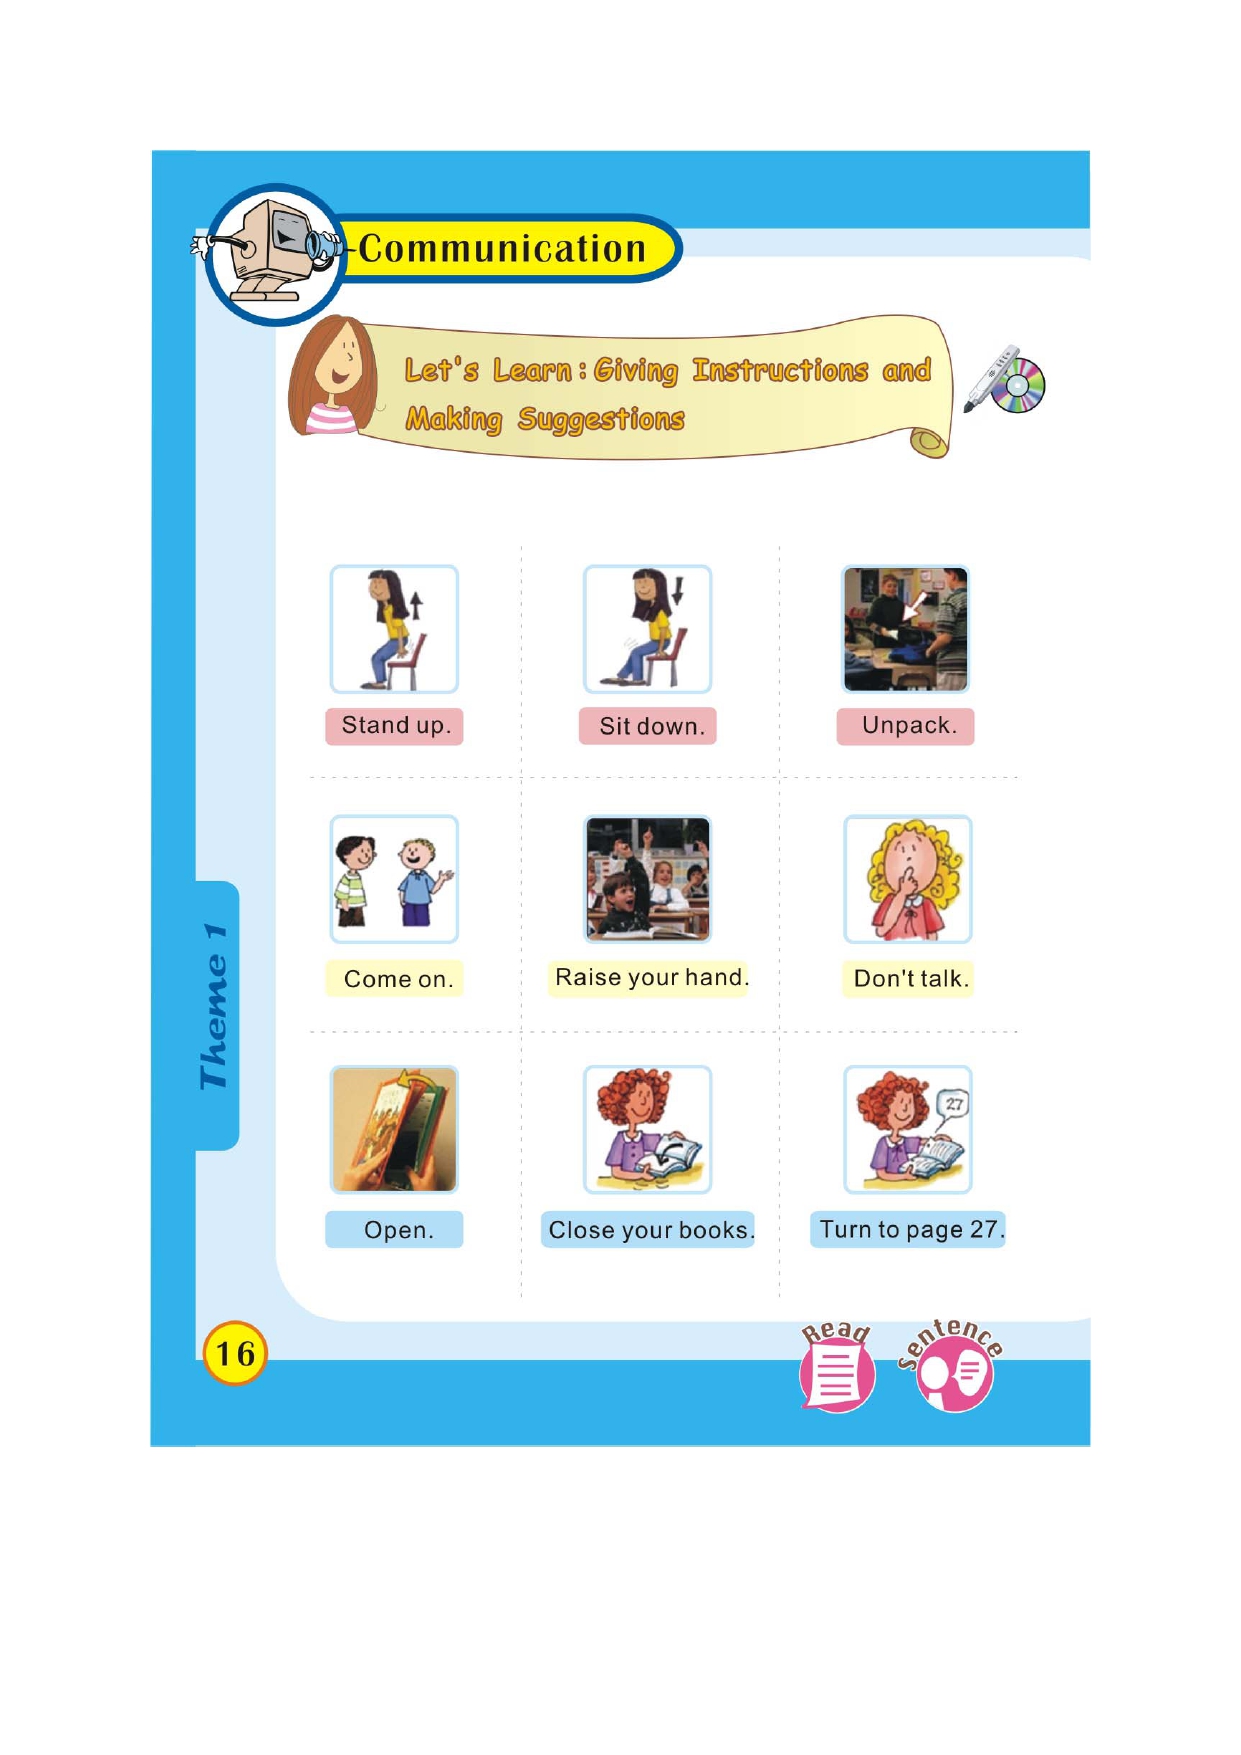 Communication
Let's Learn : Giving Instructions and
Making Suggestions
Stand up.
Sit down.
Unpack.
Come on.
Raise your hand.
Don't talk.
27
Open.
Close your books.
Turn to page 27.
Theme 1
16
Read
Sentence